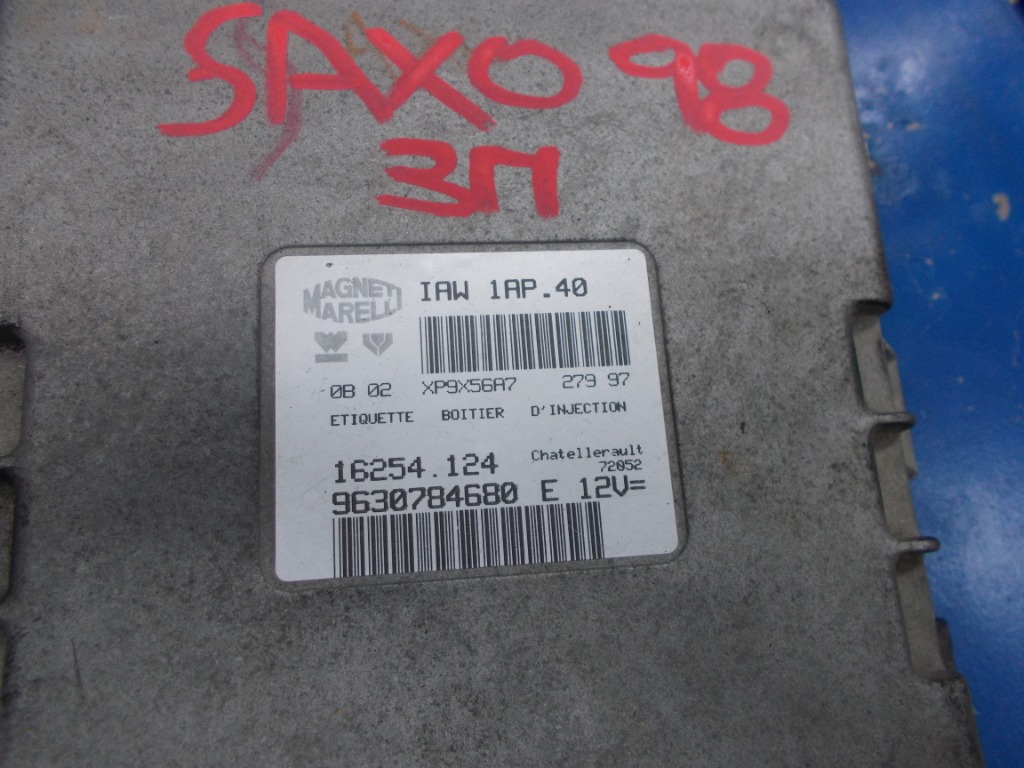 SAXO 98
3П
MAGNETI
MARELLI
IAW 1AP.40
0B 02 XP9X56A7 279 97
ETIQUETTE BOITIER D'INJECTION
16254.124
Chatellerault
72052
9630784680 E 12V=